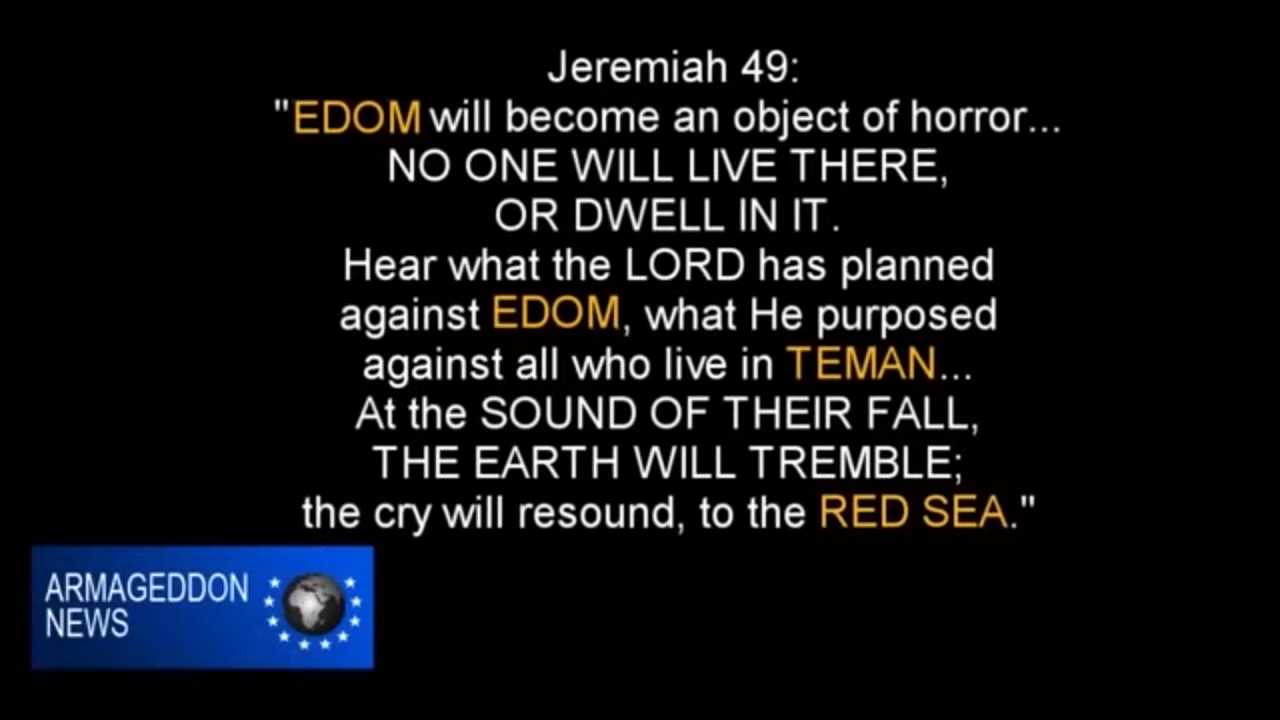 Jeremiah 49:
"EDOM will become an object of horror...
NO ONE WILL LIVE THERE,
OR DWELL IN IT.
Hear what the LORD has planned
against EDOM, what He purposed
against all who live in TEMAN...
At the SOUND OF THEIR FALL,
THE EARTH WILL TREMBLE;
the cry will resound, to the RED SEA."
ARMAGEDDON
NEWS